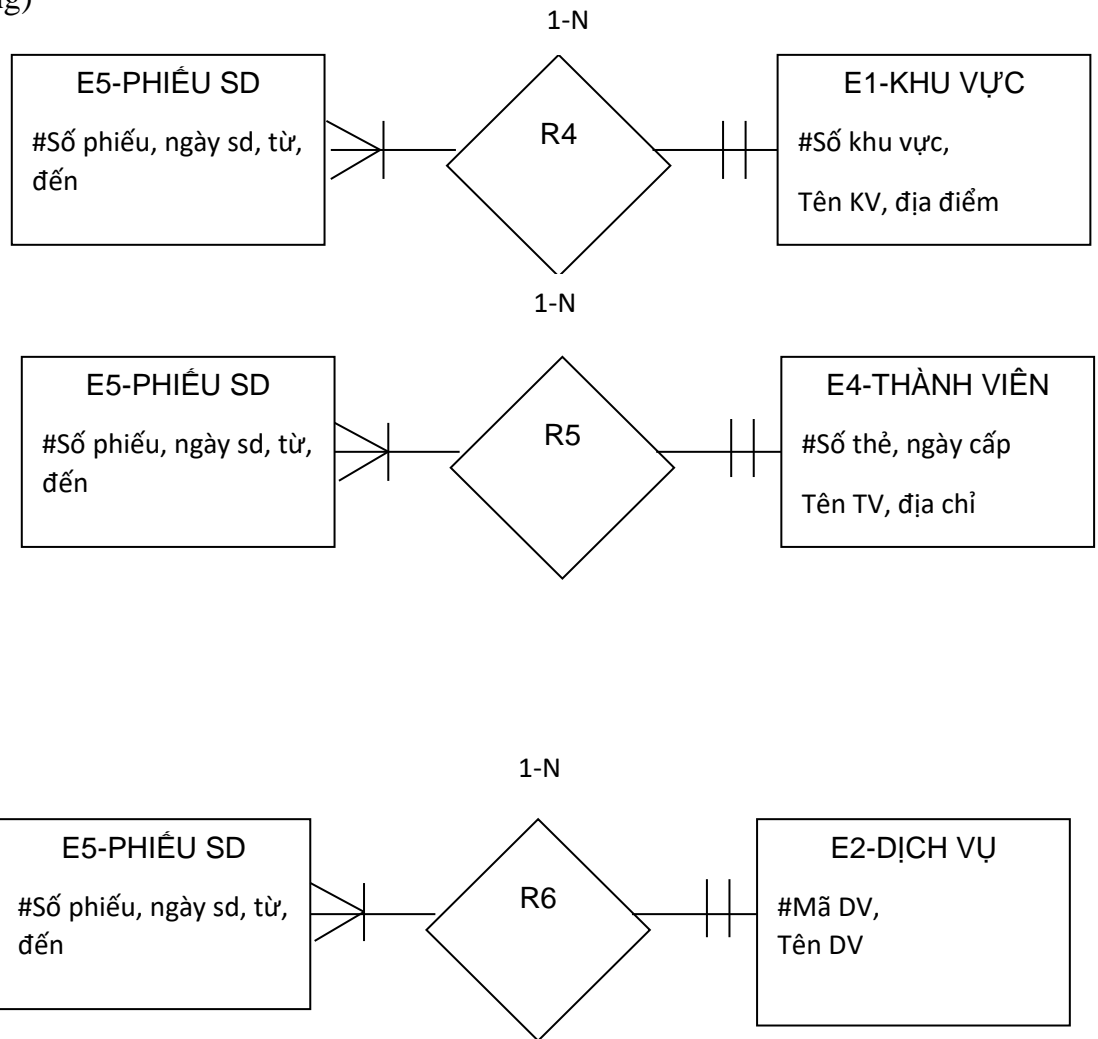 ng)
1-N
E5-PHIẾU SD
#Số phiếu, ngày sd, từ,
đến
R4
E1-KHU VỰC
#Số khu vực,
Tên KV, địa điểm
1-N
E5-PHIẾU SD
#Số phiếu, ngày sd, từ,
đến
R5
E4-THÀNH VIÊN
#Số thẻ, ngày cấp
Tên TV, địa chỉ
1-N
E5-PHIẾU SD
#Số phiếu, ngày sd, từ,
đến
R6
E2-DỊCH VỤ
#Mã DV,
Tên DV